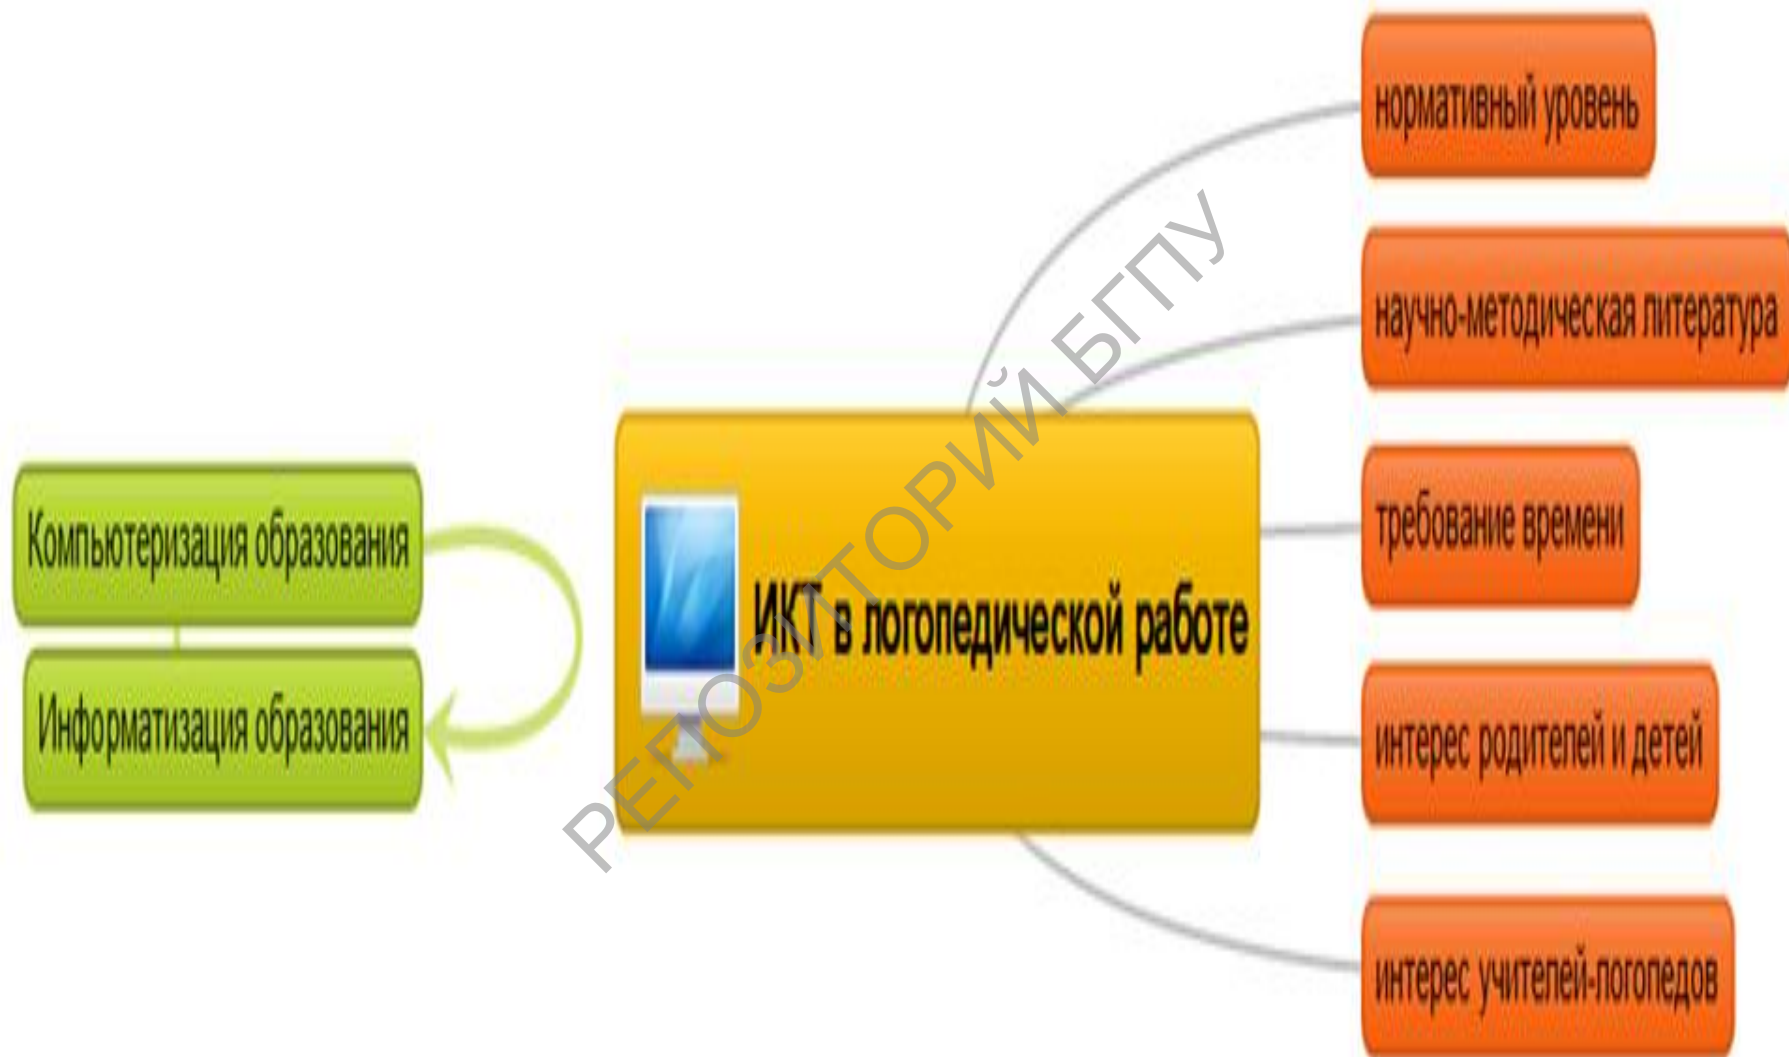 Компьютеризация образования
Информатизация образования
ИКТ в логопедической работе
нормативный уровень
научно-методическая литература
требование времени
интерес родителей и детей
интерес учителей-логопедов
РЕПОЗИТОРИЙ БГПУ